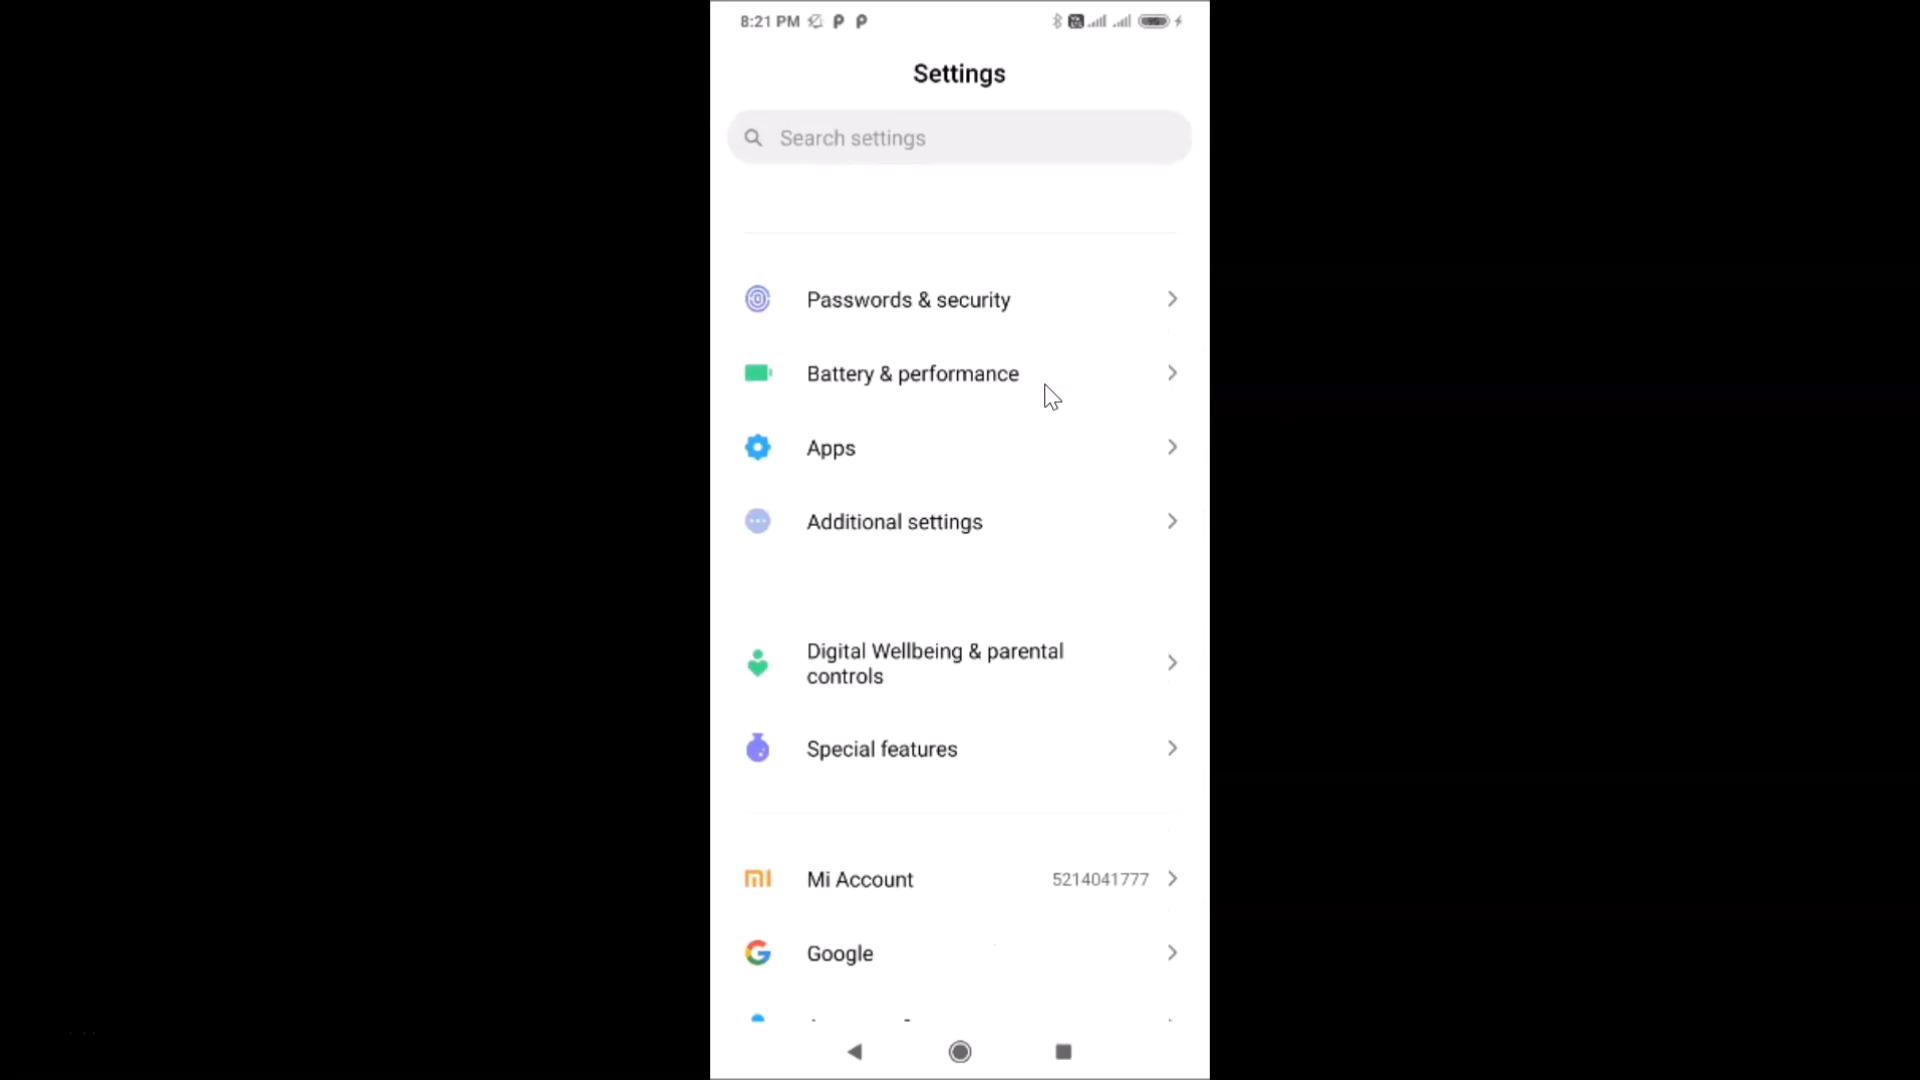 8:21 PM
Settings
Search settings
Passwords & security
Battery & performance
Apps
Additional settings
Digital Wellbeing & parental
controls
Special features
Mi Account 5214041777
Google